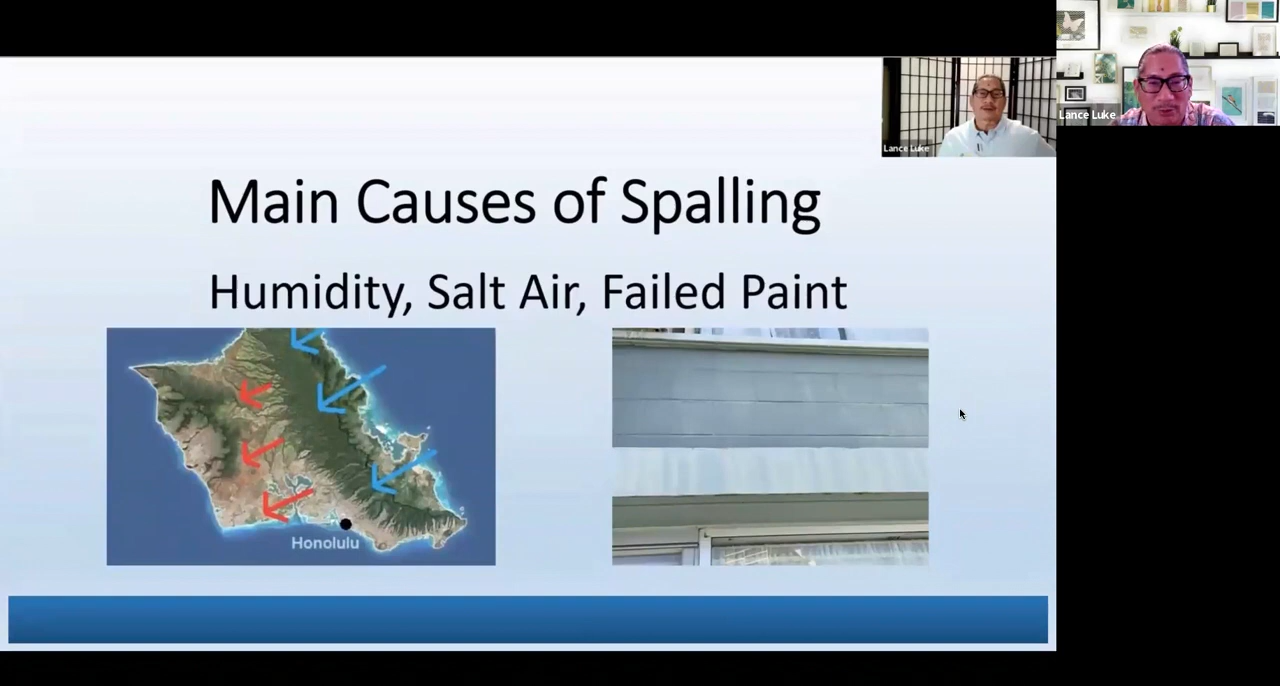 Lance Luke
Lance Luke
Main Causes of Spalling
Humidity, Salt Air, Failed Paint
Honolulu